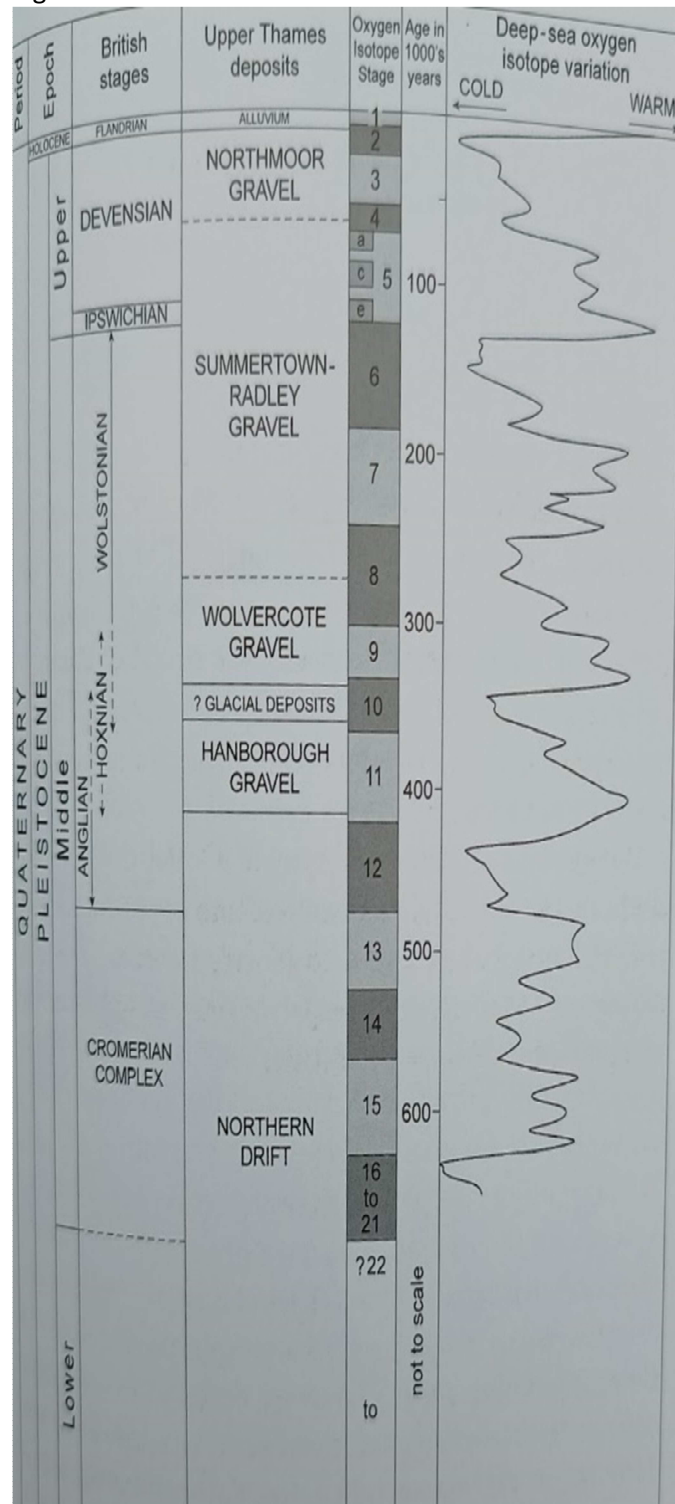 Period
Epoch
British
stages
Upper Thames
deposits
Oxygen
Isotope
Stage
Age in
1000's
years
Deep-sea oxygen
isotope variation
COLD
WARM
QUATERNARY
HOLOCENE
PLEISTOCENE
Upper
Middle
Lower
FLANDRIAN
DEVENSIAN
IPSWICHIAN
WOLSTONIAN
HOXNIAN
ANGLIAN
CROMERIAN
COMPLEX
ALLUVIUM
NORTHMOOR
GRAVEL
SUMMERTOWN-
RADLEY
GRAVEL
WOLVERCOTE
GRAVEL
? GLACIAL DEPOSITS
HANBOROUGH
GRAVEL
NORTHERN
DRIFT
1
2
3
4
a
c 5
e
6
7
8
9
10
11
12
13
14
15
16
to
21
?22
to
100
200
300
400
500
600
not to scale